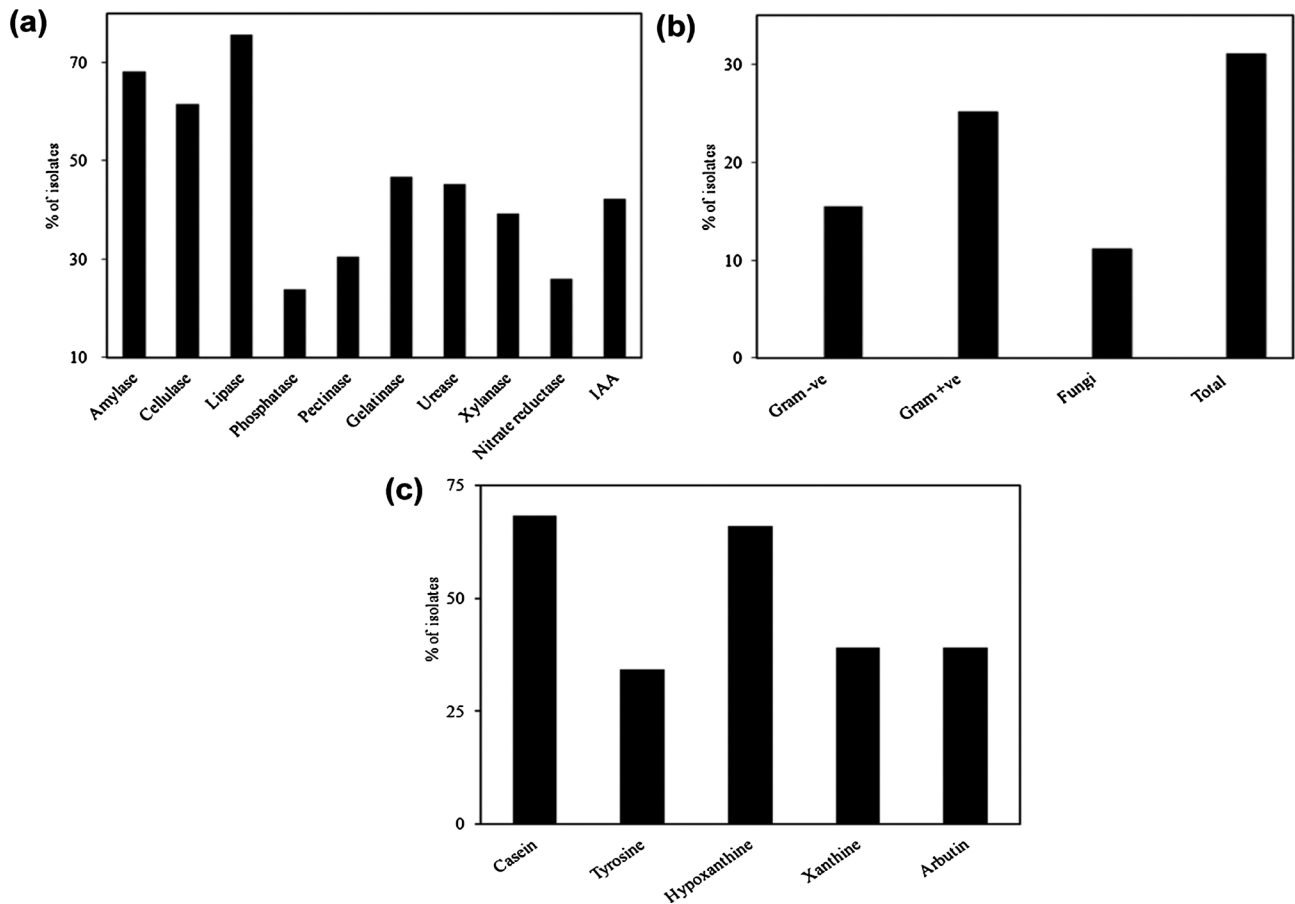 (a)
% of isolates
70
50
30
10
Amylase
Cellulase
Lipase
Phosphatase
Pectinase
Gelatinase
Urease
Xylanase
Nitrate reductase
IAA
(b)
% of isolates
30
20
10
0
Gram -ve
Gram +ve
Fungi
Total
(c)
% of isolates
75
50
25
0
Casein
Tyrosine
Hypoxanthine
Xanthine
Arbutin